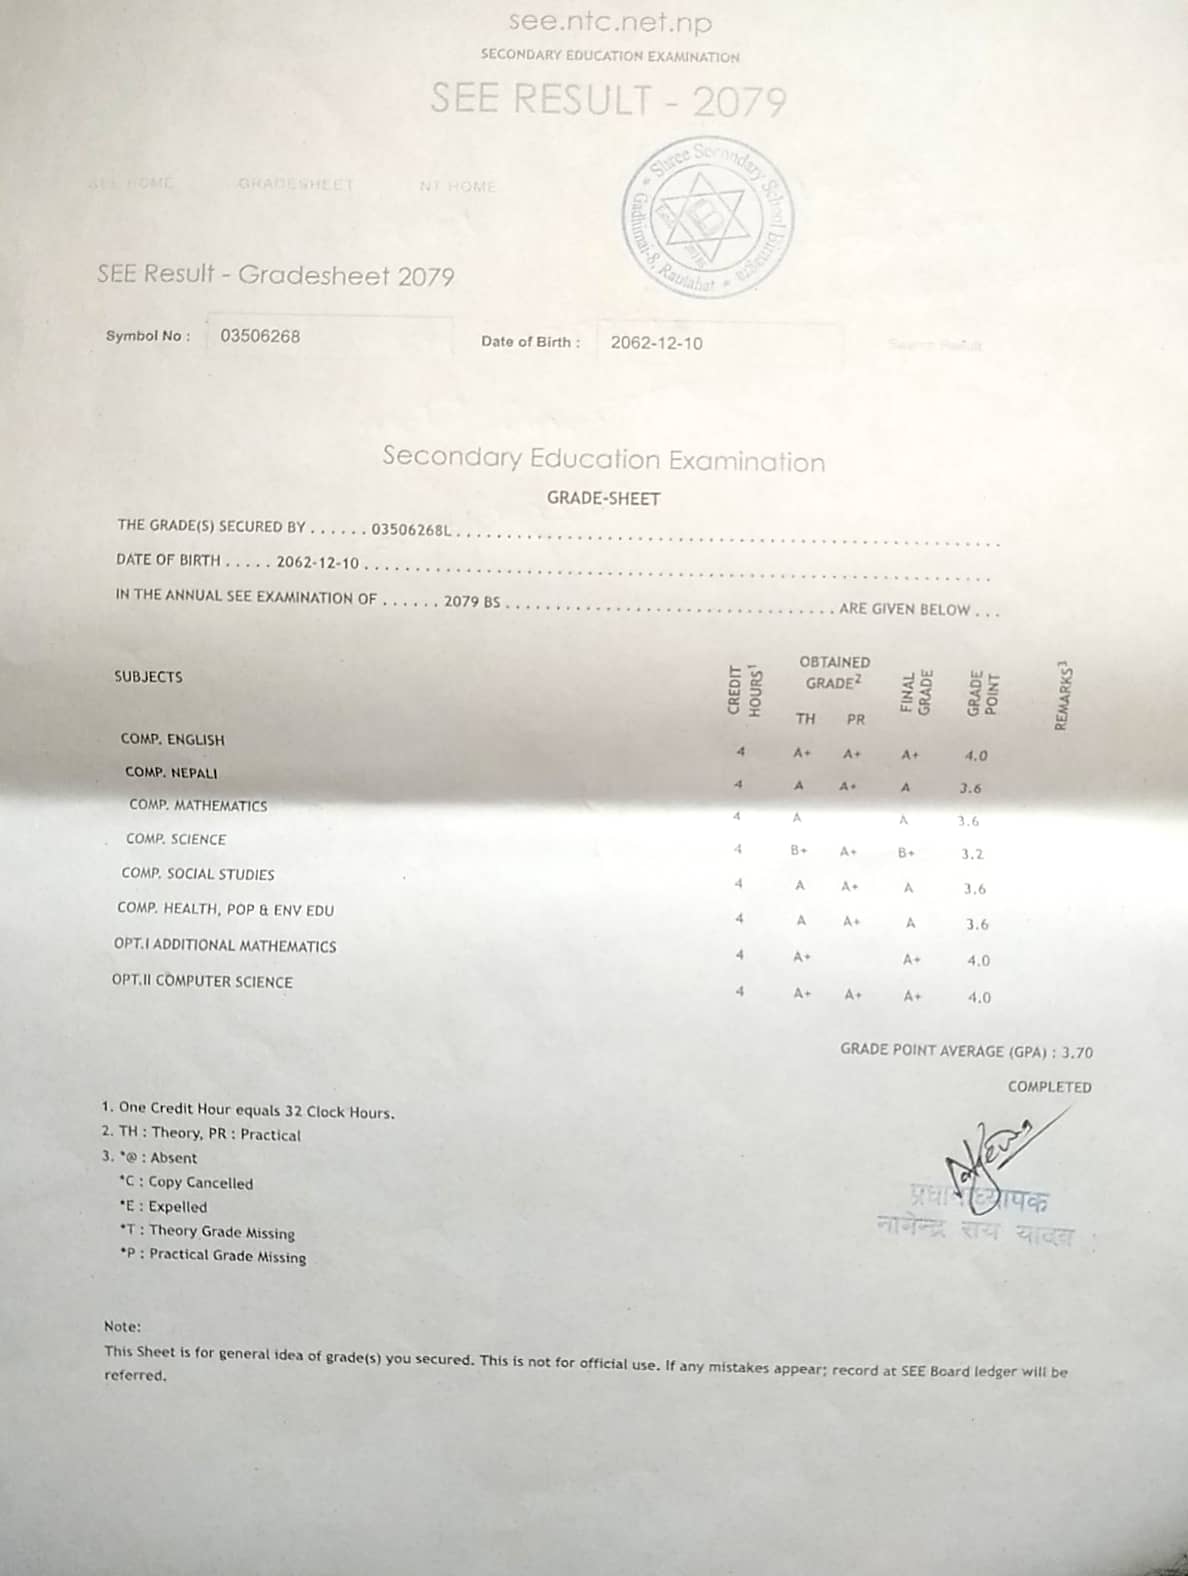 see.ntc.net.np
SECONDARY EDUCATION EXAMINATION
SEE RESULT - 2079
SEE HOME GRADESHEET NT HOME
Shree Secondary School
Gadhimai-8, Rautahat
SEE Result - Gradesheet 2079
Symbol No : 03506268 Date of Birth : 2062-12-10 Search Result
Secondary Education Examination
GRADE-SHEET
THE GRADE(S) SECURED BY . . . . . . 03506268L . . . . . . . . . . . . . . . . . . . . . . . . . . . . . . . . . . . . . . . . . . . . . . . . . . . . . . . . . . . . . . . . . .
DATE OF BIRTH . . . . . 2062-12-10 . . . . . . . . . . . . . . . . . . . . . . . . . . . . . . . . . . . . . . . . . . . . . . . . . . . . . . . . . . . . . . . . . . . . . . . . . . . .
IN THE ANNUAL SEE EXAMINATION OF . . . . . . 2079 BS . . . . . . . . . . . . . . . . . . . . . . . . . . . . . . . . . ARE GIVEN BELOW . . .
SUBJECTS CREDIT HOURS1 OBTAINED GRADE2 FINAL GRADE GRADE POINT REMARKS3
TH PR
COMP. ENGLISH 4 A+ A+ A+ 4.0
COMP. NEPALI 4 A A+ A 3.6
COMP. MATHEMATICS 4 A A 3.6
COMP. SCIENCE 4 B+ A+ B+ 3.2
COMP. SOCIAL STUDIES 4 A A+ A 3.6
COMP. HEALTH, POP & ENV EDU 4 A A+ A 3.6
OPT.I ADDITIONAL MATHEMATICS 4 A+ A+ 4.0
OPT.II COMPUTER SCIENCE 4 A+ A+ A+ 4.0
GRADE POINT AVERAGE (GPA) : 3.70
COMPLETED
1. One Credit Hour equals 32 Clock Hours.
2. TH : Theory, PR : Practical
3. *@ : Absent
*C : Copy Cancelled
*E : Expelled
*T : Theory Grade Missing
*P : Practical Grade Missing
प्रधानाध्यापक
नागेन्द्र राय यादव
Note:
This Sheet is for general idea of grade(s) you secured. This is not for official use. If any mistakes appear; record at SEE Board ledger will be
referred.